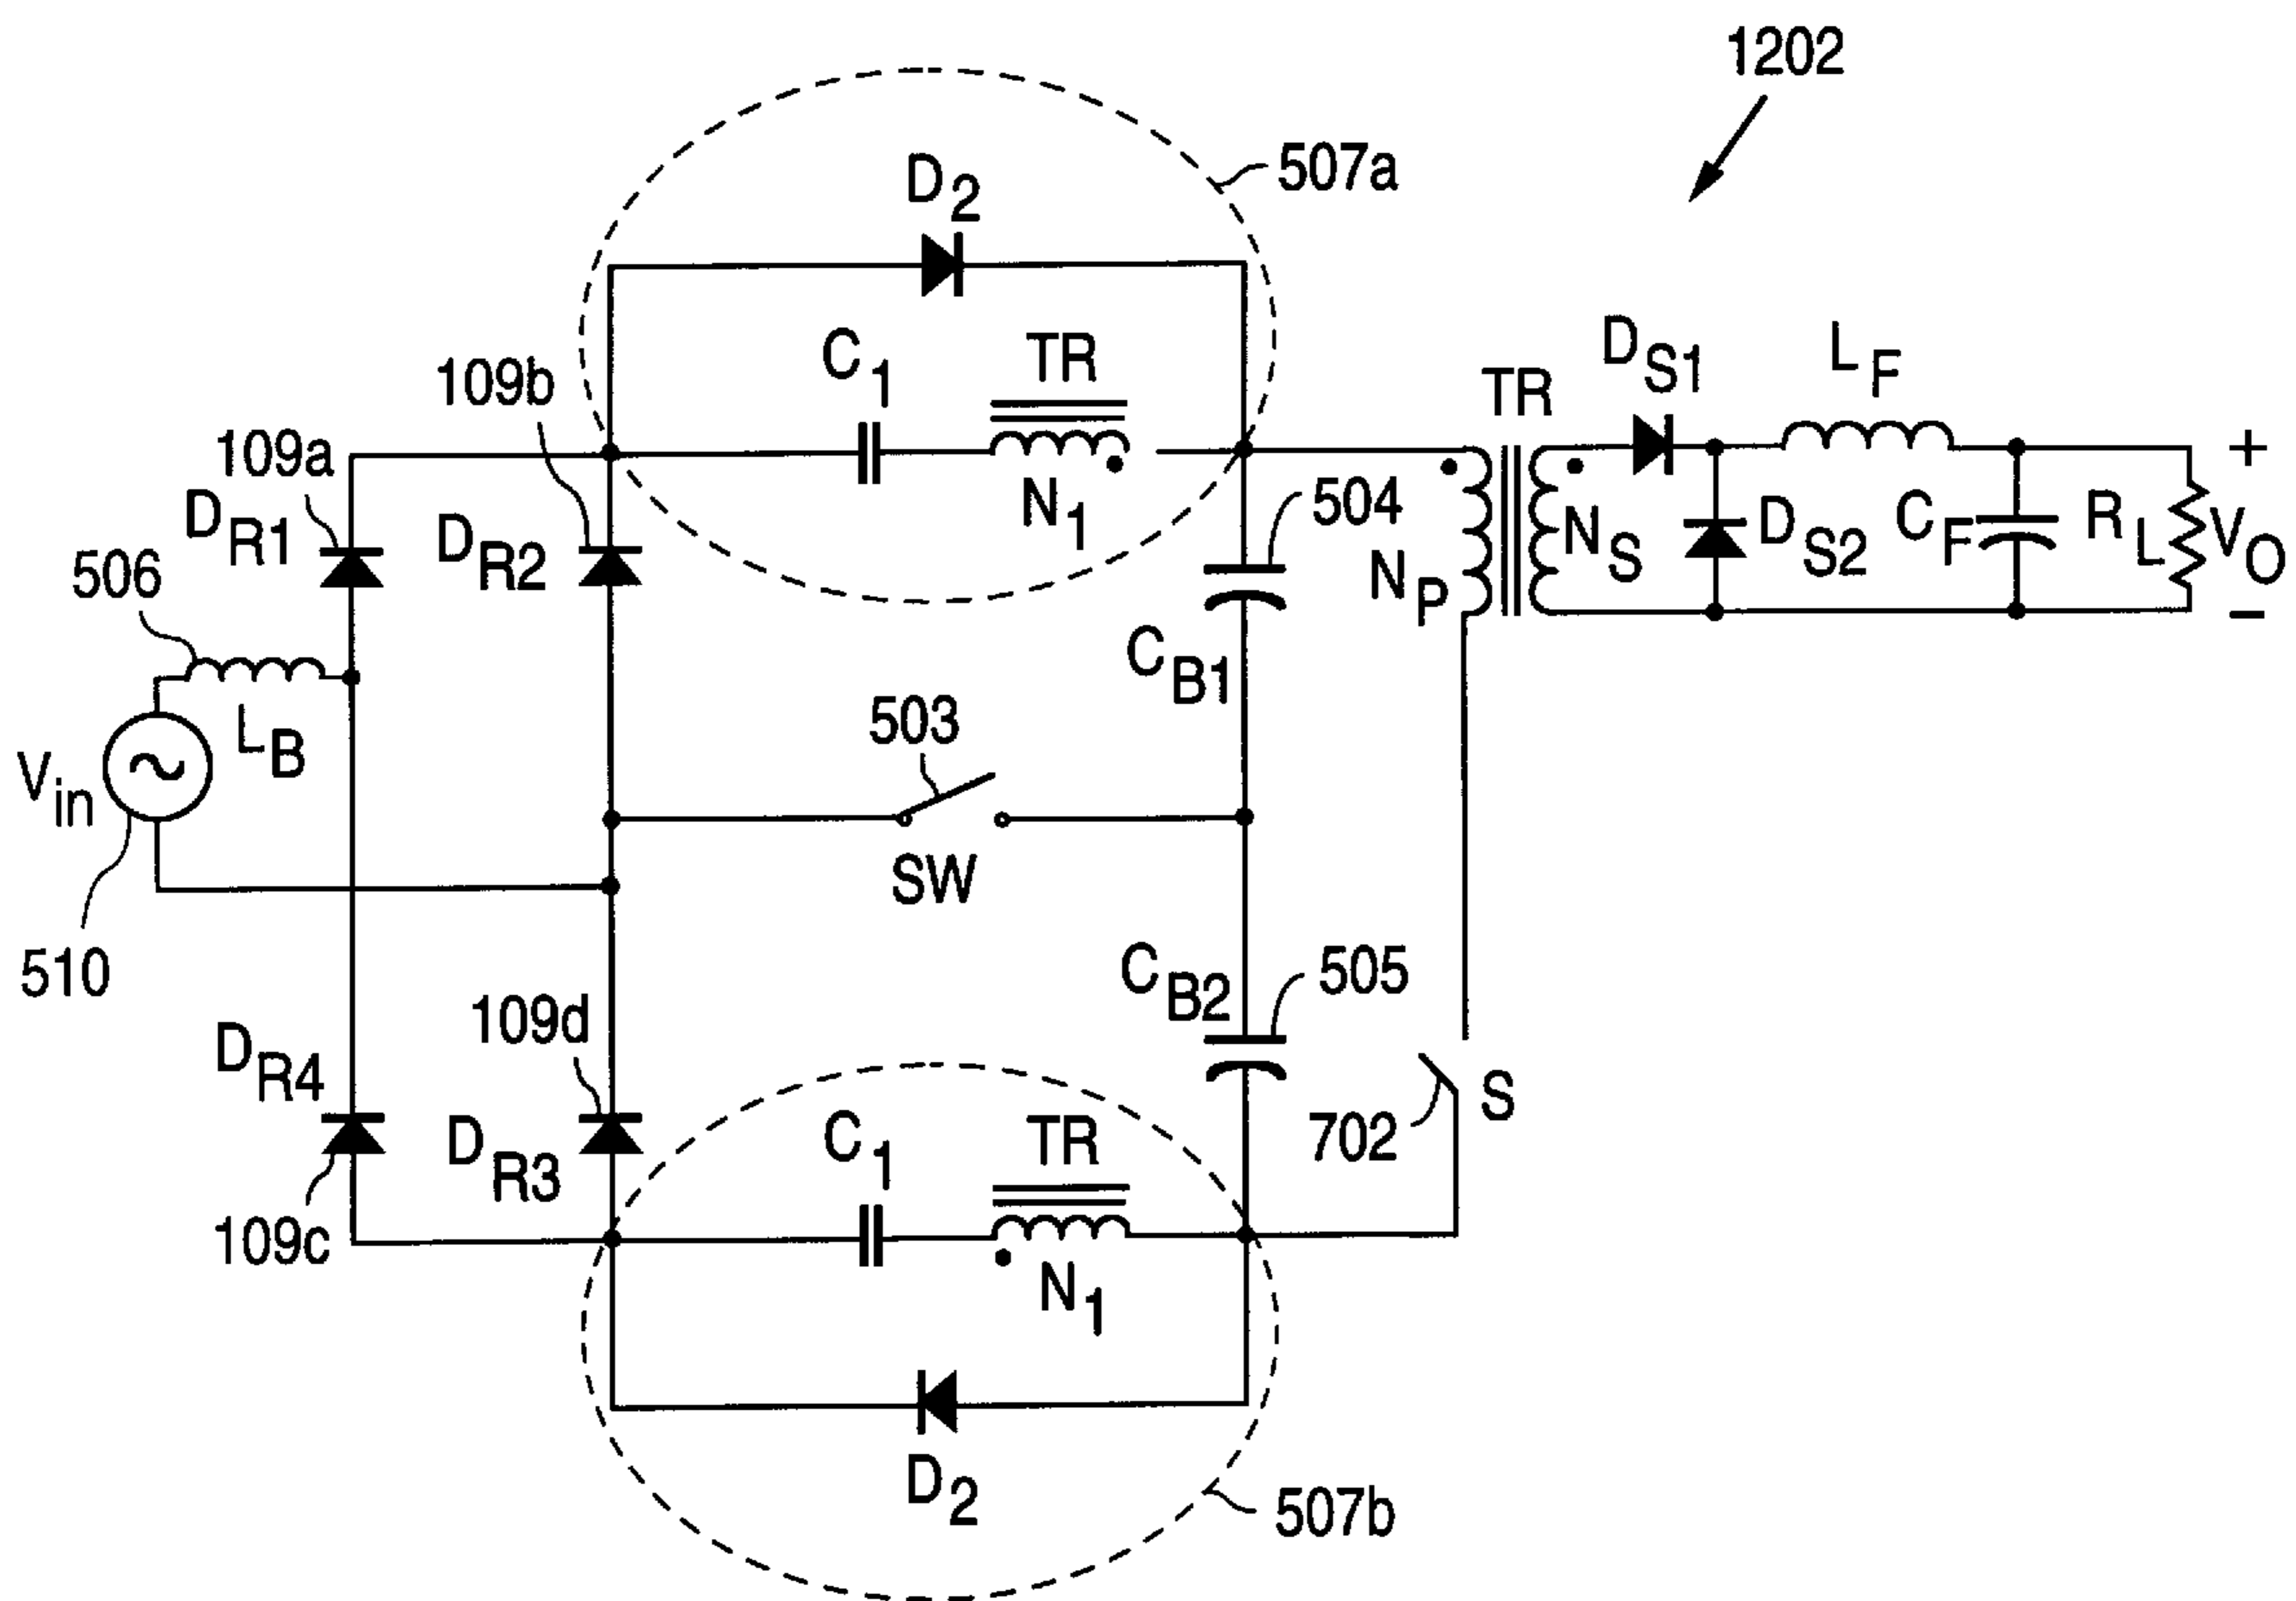 1202
507a
D2
C1
TR
109b
109a
N1
DR1
DR2
504
TR
DS1
LF
NP
NS
DS2
CF
RL
+
VO
−
506
LB
CB1
503
Vin
SW
510
CB2
505
109d
DR4
DR3
C1
TR
702
S
109c
N1
D2
507b